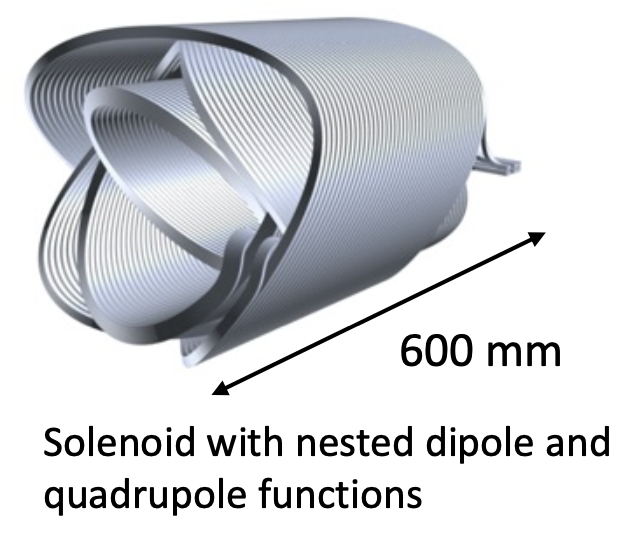 600 mm
Solenoid with nested dipole and
quadrupole functions